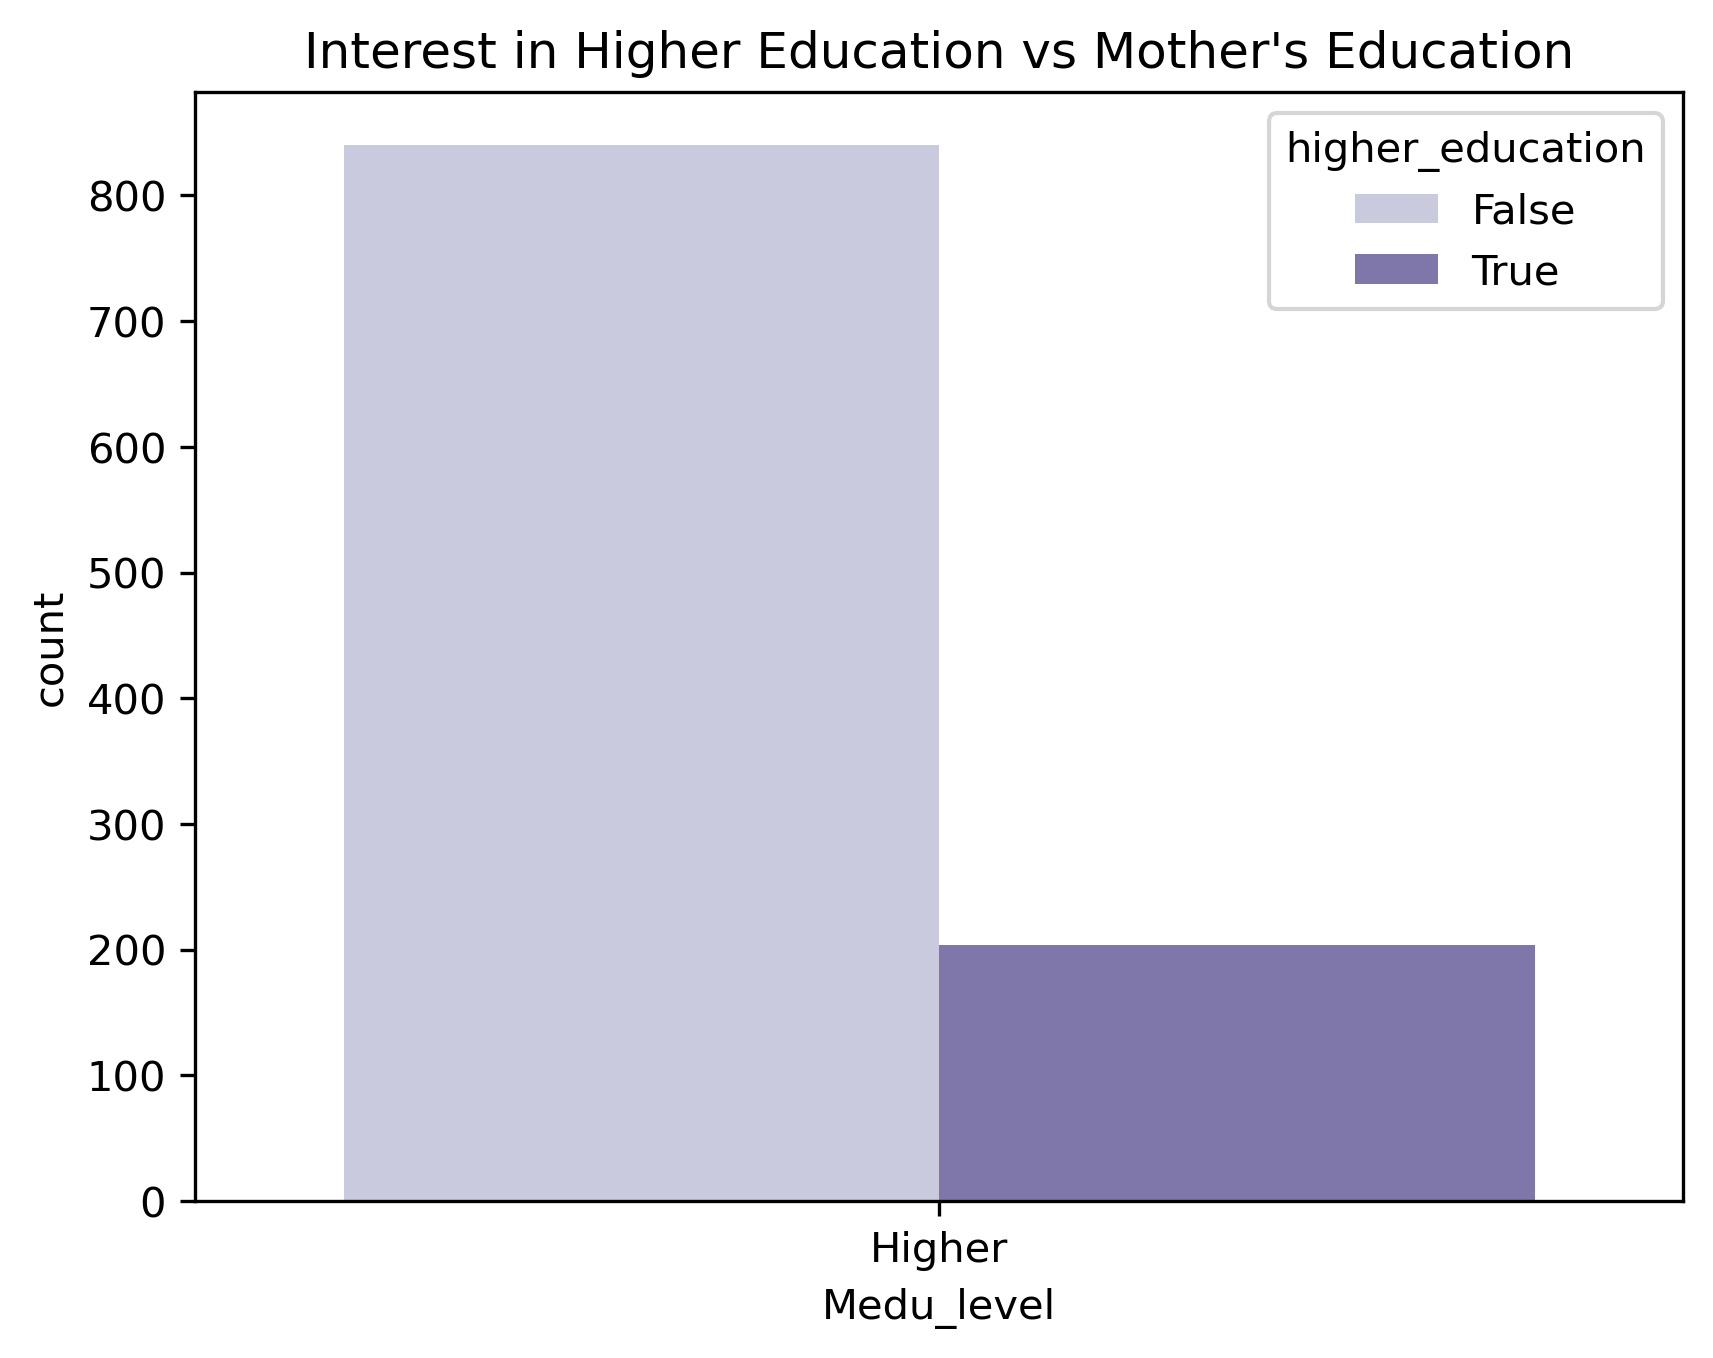 Interest in Higher Education vs Mother's Education
higher_education
False
True
800
700
600
500
400
300
200
100
0
count
Higher
Medu_level